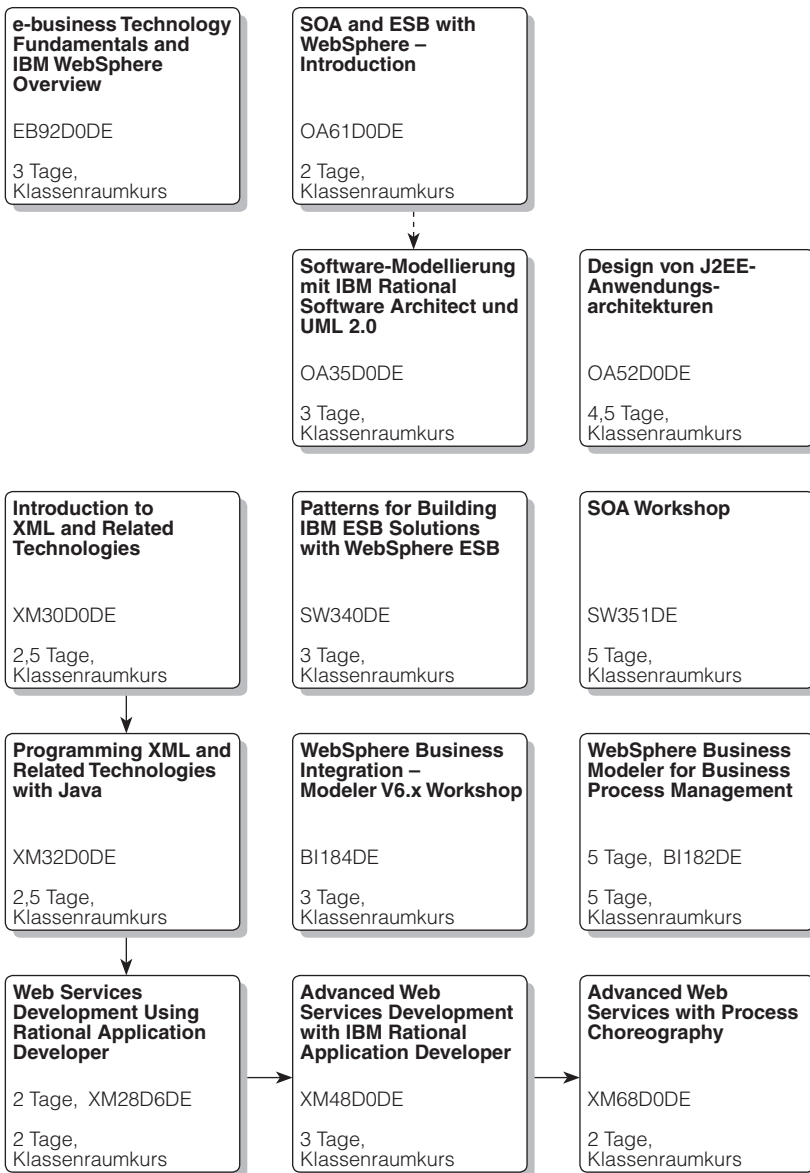 e-business Technology
Fundamentals and
IBM WebSphere
Overview
EB92D0DE
3 Tage,
Klassenraumkurs
SOA and ESB with
WebSphere –
Introduction
OA61D0DE
2 Tage,
Klassenraumkurs
Software-Modellierung
mit IBM Rational
Software Architect und
UML 2.0
OA35D0DE
3 Tage,
Klassenraumkurs
Design von J2EE-
Anwendungs-
architekturen
OA52D0DE
4,5 Tage,
Klassenraumkurs
Introduction to
XML and Related
Technologies
XM30D0DE
2,5 Tage,
Klassenraumkurs
Patterns for Building
IBM ESB Solutions
with WebSphere ESB
SW340DE
3 Tage,
Klassenraumkurs
SOA Workshop
SW351DE
5 Tage,
Klassenraumkurs
Programming XML and
Related Technologies
with Java
XM32D0DE
2,5 Tage,
Klassenraumkurs
WebSphere Business
Integration –
Modeler V6.x Workshop
BI184DE
3 Tage,
Klassenraumkurs
WebSphere Business
Modeler for Business
Process Management
5 Tage, BI182DE
5 Tage,
Klassenraumkurs
Web Services
Development Using
Rational Application
Developer
2 Tage, XM28D6DE
2 Tage,
Klassenraumkurs
Advanced Web
Services Development
with IBM Rational
Application Developer
XM48D0DE
3 Tage,
Klassenraumkurs
Advanced Web
Services with Process
Choreography
XM68D0DE
2 Tage,
Klassenraumkurs